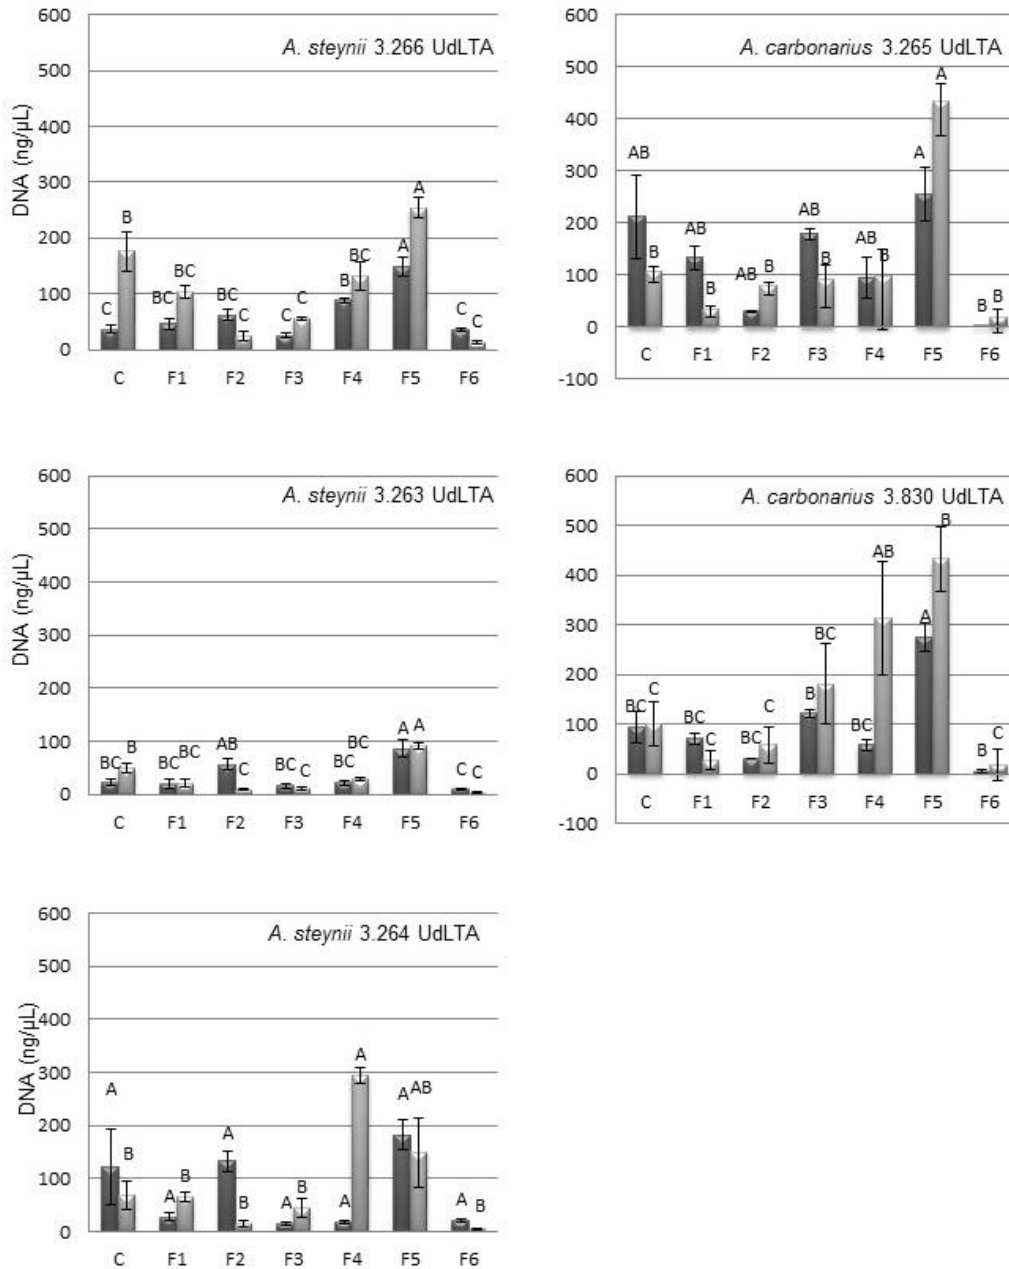 A. steynii 3.266 UdLTA
DNA (ng/µL)
600
500
400
300
200
100
0
C B BC BC BC C C C B BC A A C C
C F1 F2 F3 F4 F5 F6
A. carbonarius 3.265 UdLTA
600
500
400
300
200
100
0
-100
AB B AB B AB B AB B AB B A A B B
C F1 F2 F3 F4 F5 F6
A. steynii 3.263 UdLTA
DNA (ng/µL)
600
500
400
300
200
100
0
BC B BC BC AB C BC C BC BC A A C C
C F1 F2 F3 F4 F5 F6
A. carbonarius 3.830 UdLTA
600
500
400
300
200
100
0
-100
BC C BC C BC C B BC BC AB A B B C
C F1 F2 F3 F4 F5 F6
A. steynii 3.264 UdLTA
DNA (ng/µL)
600
500
400
300
200
100
0
A B A B A B A B A A A AB A B
C F1 F2 F3 F4 F5 F6